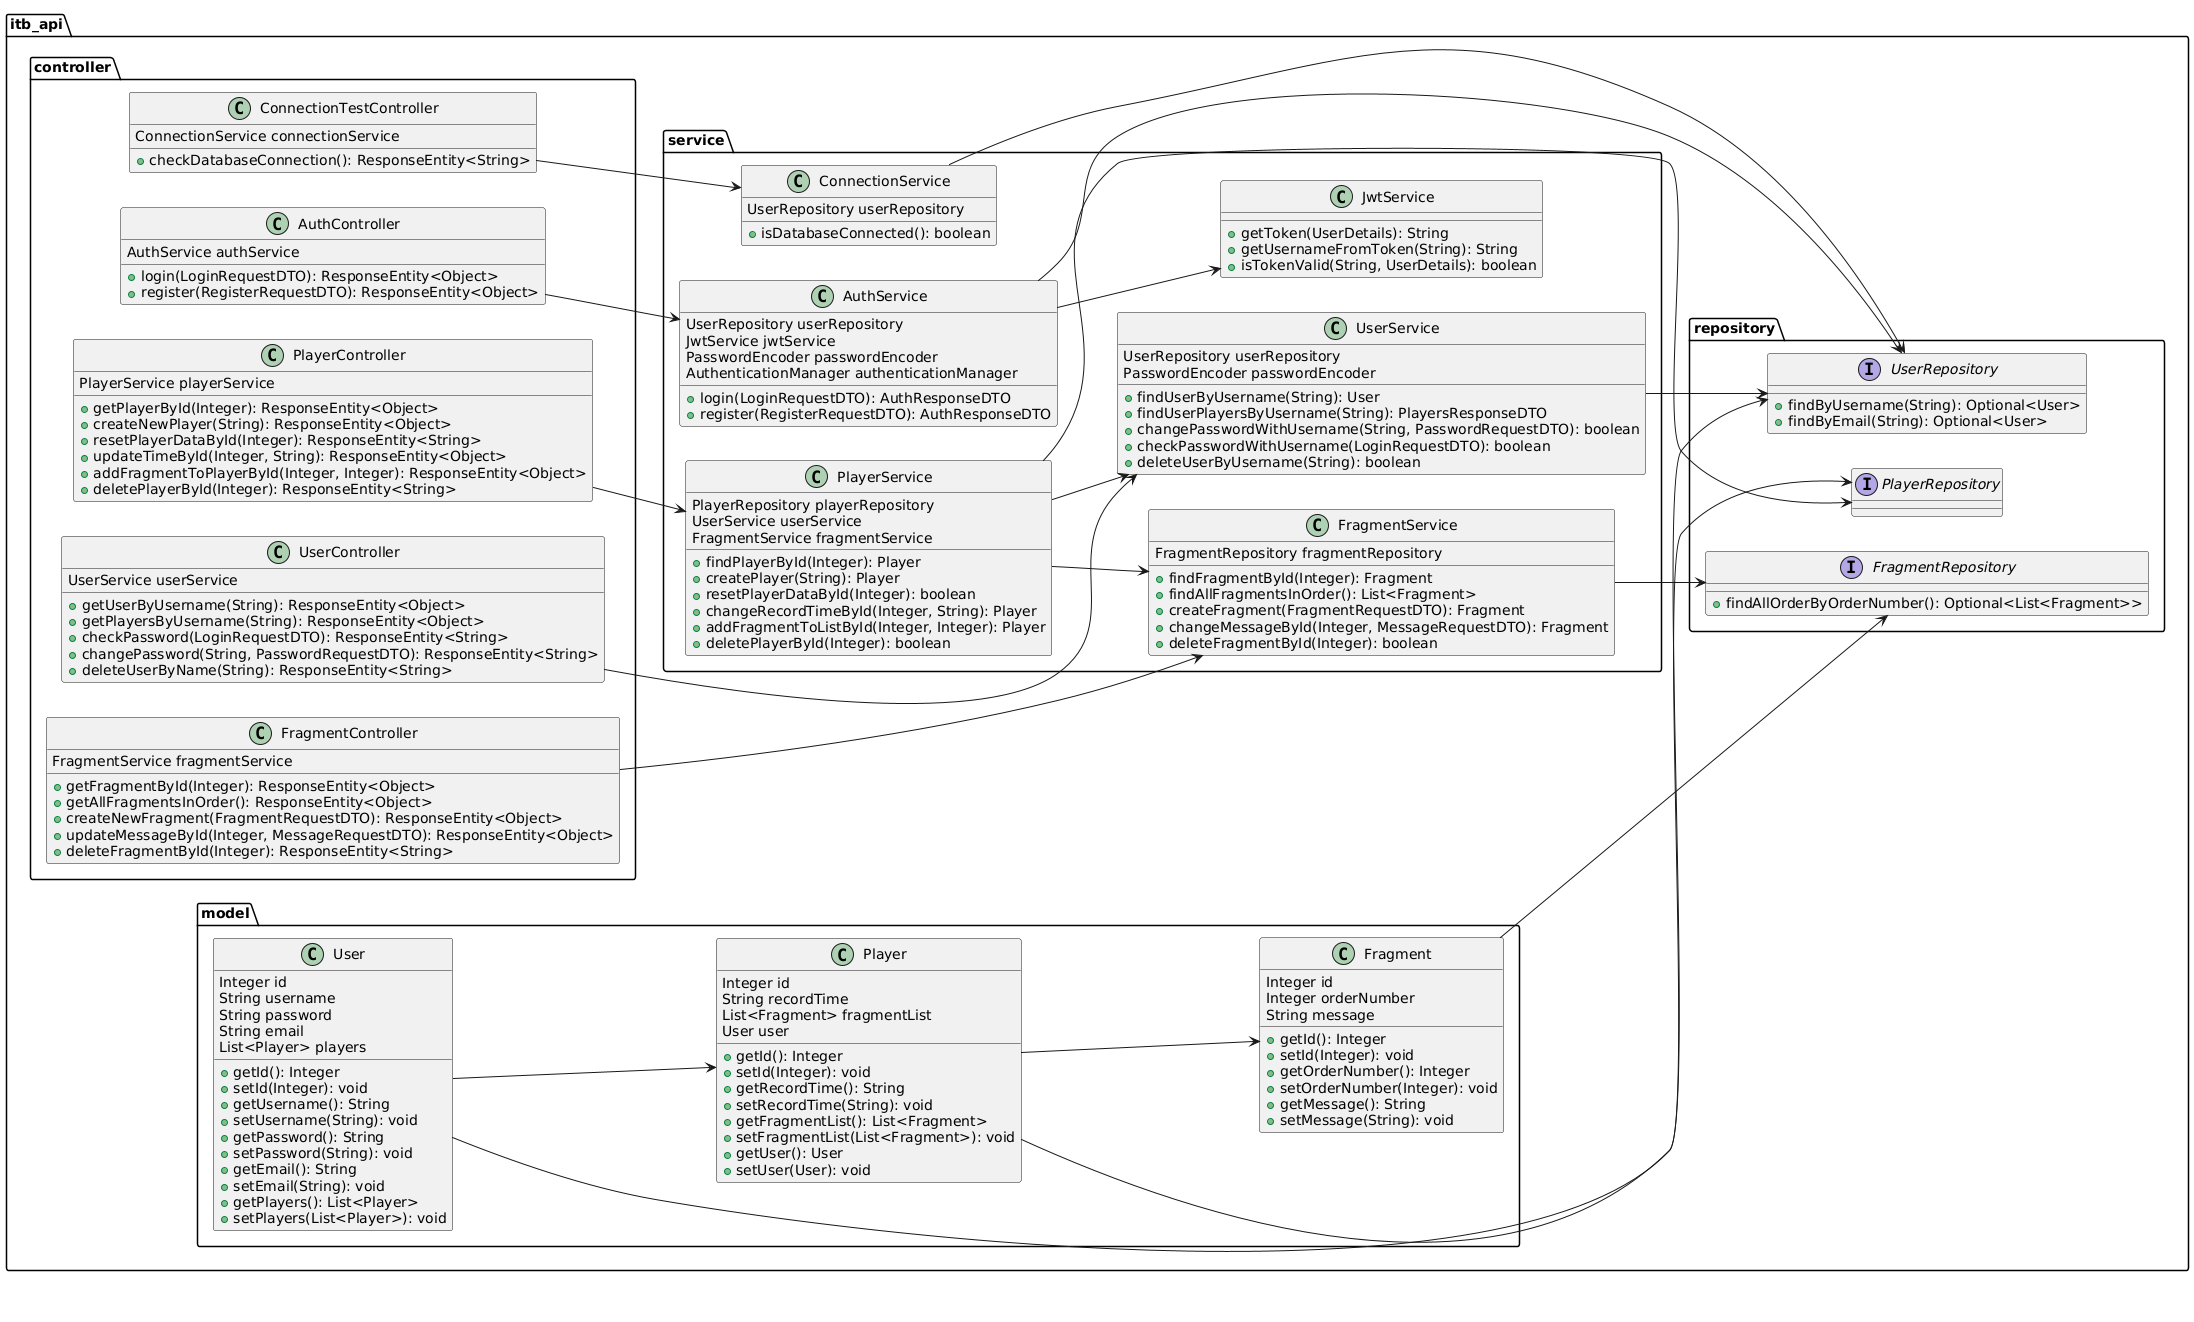 itb_api
controller
C ConnectionTestController
ConnectionService connectionService
checkDatabaseConnection(): ResponseEntity<String>
C AuthController
AuthService authService
login(LoginRequestDTO): ResponseEntity<Object>
register(RegisterRequestDTO): ResponseEntity<Object>
C PlayerController
PlayerService playerService
getPlayerById(Integer): ResponseEntity<Object>
createNewPlayer(String): ResponseEntity<Object>
resetPlayerDataById(Integer): ResponseEntity<String>
updateTimeById(Integer, String): ResponseEntity<Object>
addFragmentToPlayerById(Integer, Integer): ResponseEntity<Object>
deletePlayerById(Integer): ResponseEntity<String>
C UserController
UserService userService
getUserByUsername(String): ResponseEntity<Object>
getPlayersByUsername(String): ResponseEntity<Object>
checkPassword(LoginRequestDTO): ResponseEntity<String>
changePassword(String, PasswordRequestDTO): ResponseEntity<String>
deleteUserByName(String): ResponseEntity<String>
C FragmentController
FragmentService fragmentService
getFragmentById(Integer): ResponseEntity<Object>
getAllFragmentsInOrder(): ResponseEntity<Object>
createNewFragment(FragmentRequestDTO): ResponseEntity<Object>
updateMessageById(Integer, MessageRequestDTO): ResponseEntity<Object>
deleteFragmentById(Integer): ResponseEntity<String>
service
C ConnectionService
UserRepository userRepository
isDatabaseConnected(): boolean
C AuthService
UserRepository userRepository
JwtService jwtService
PasswordEncoder passwordEncoder
AuthenticationManager authenticationManager
login(LoginRequestDTO): AuthResponseDTO
register(RegisterRequestDTO): AuthResponseDTO
C PlayerService
PlayerRepository playerRepository
UserService userService
FragmentService fragmentService
findPlayerById(Integer): Player
createPlayer(String): Player
resetPlayerDataById(Integer): boolean
changeRecordTimeById(Integer, String): Player
addFragmentToListById(Integer, Integer): Player
deletePlayerById(Integer): boolean
C JwtService
getToken(UserDetails): String
getUsernameFromToken(String): String
isTokenValid(String, UserDetails): boolean
C UserService
UserRepository userRepository
PasswordEncoder passwordEncoder
findUserByUsername(String): User
findUserPlayersByUsername(String): PlayersResponseDTO
changePasswordWithUsername(String, PasswordRequestDTO): boolean
checkPasswordWithUsername(LoginRequestDTO): boolean
deleteUserByUsername(String): boolean
C FragmentService
FragmentRepository fragmentRepository
findFragmentById(Integer): Fragment
findAllFragmentsInOrder(): List<Fragment>
createFragment(FragmentRequestDTO): Fragment
changeMessageById(Integer, MessageRequestDTO): Fragment
deleteFragmentById(Integer): boolean
repository
I UserRepository
findByUsername(String): Optional<User>
findByEmail(String): Optional<User>
I PlayerRepository
I FragmentRepository
findAllOrderByOrderNumber(): Optional<List<Fragment>>
model
C User
Integer id
String username
String password
String email
List<Player> players
getId(): Integer
setId(Integer): void
getUsername(): String
setUsername(String): void
getPassword(): String
setPassword(String): void
getEmail(): String
setEmail(String): void
getPlayers(): List<Player>
setPlayers(List<Player>): void
C Player
Integer id
String recordTime
List<Fragment> fragmentList
User user
getId(): Integer
setId(Integer): void
getRecordTime(): String
setRecordTime(String): void
getFragmentList(): List<Fragment>
setFragmentList(List<Fragment>): void
getUser(): User
setUser(User): void
C Fragment
Integer id
Integer orderNumber
String message
getId(): Integer
setId(Integer): void
getOrderNumber(): Integer
setOrderNumber(Integer): void
getMessage(): String
setMessage(String): void